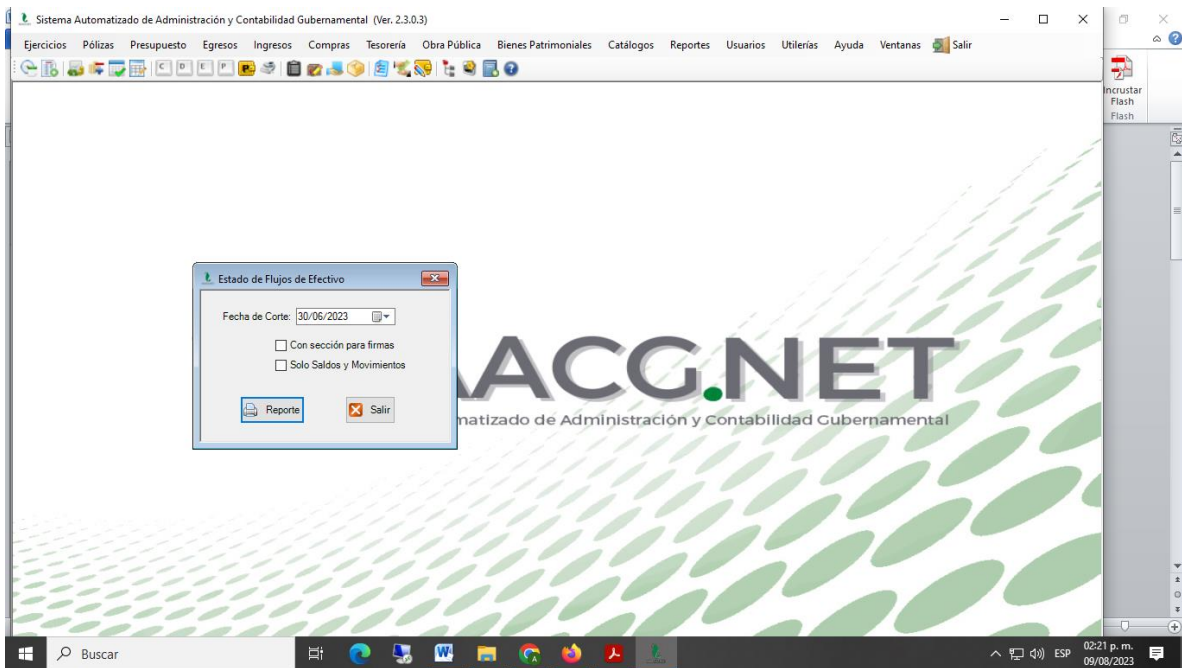 Sistema Automatizado de Administración y Contabilidad Gubernamental (Ver. 2.3.0.3)
Ejercicios Pólizas Presupuesto Egresos Ingresos Compras Tesorería Obra Pública Bienes Patrimoniales Catálogos Reportes Usuarios Utilerías Ayuda Ventanas Salir
C D E P
Incrustar
Flash
Flash
Estado de Flujos de Efectivo
Fecha de Corte: 30/06/2023
Con sección para firmas
Solo Saldos y Movimientos
Reporte Salir
ACG.NET
matizado de Administración y Contabilidad Gubernamental
Buscar
ESP
02:21 p. m.
09/08/2023